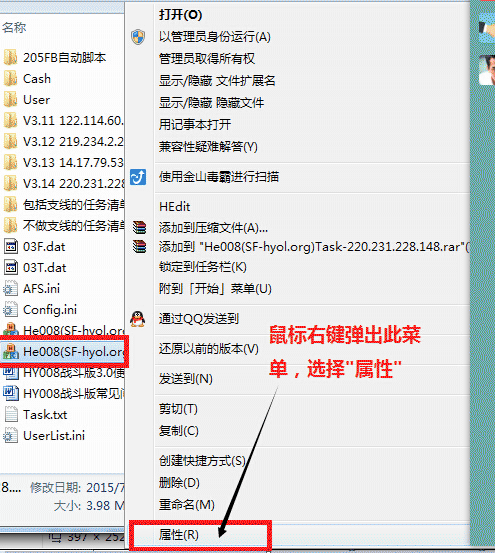 名称
205FB自动脚本
Cash
User
V3.11 122.114.60.
V3.12 219.234.2.2
V3.13 14.17.79.53
V3.14 220.231.228
包括支线的任务清单
不做支线的任务清单
03F.dat
03T.dat
AFS.ini
Config.ini
He008(SF-hyol.org
He008(SF-hyol.org
HY008战斗版3.0使
HY008战斗版常见问
Task.txt
UserList.ini
8.... 修改日期: 2015/7
大小: 3.98 M
397 × 252
打开(O)
以管理员身份运行(A)
管理员取得所有权
显示/隐藏 文件扩展名
显示/隐藏 隐藏文件
用记事本打开
兼容性疑难解答(Y)
使用金山毒霸进行扫描
HEdit
添加到压缩文件(A)...
添加到 "He008(SF-hyol.org)Task-220.231.228.148.rar"(
锁定到任务栏(K)
附到「开始」菜单(U)
通过QQ发送到
还原以前的版本(V)
发送到(N)
剪切(T)
复制(C)
创建快捷方式(S)
删除(D)
重命名(M)
属性(R)
鼠标右键弹出此菜
单，选择"属性"